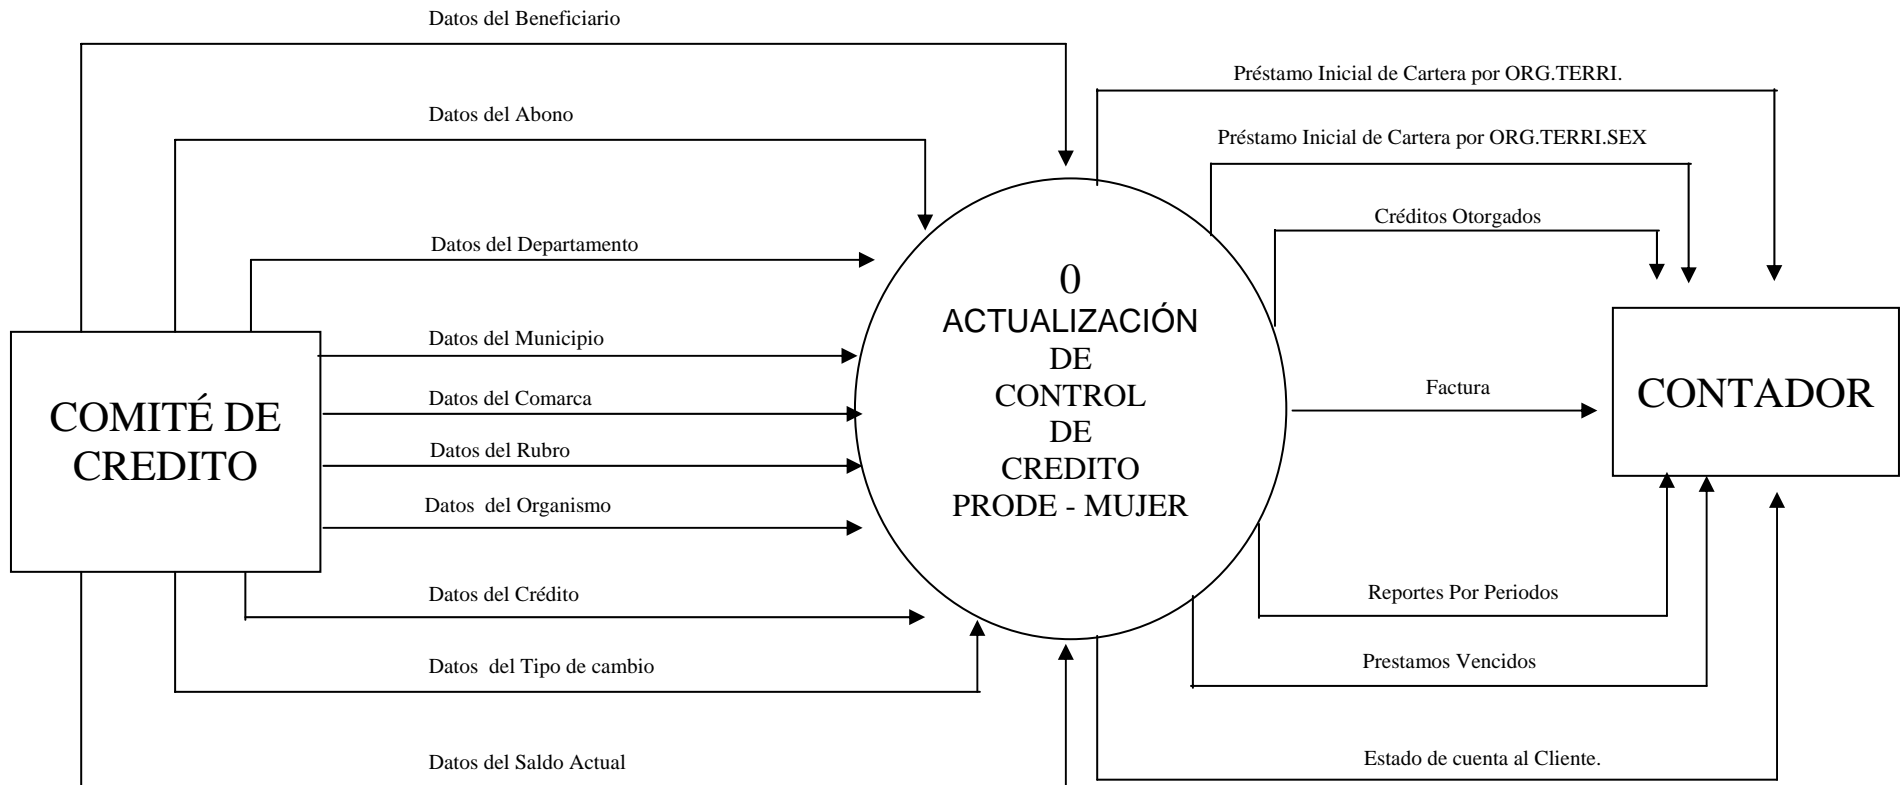 Datos del Beneficiario
Préstamo Inicial de Cartera por ORG.TERRI.
Datos del Abono
Préstamo Inicial de Cartera por ORG.TERRI.SEX
Créditos Otorgados
Datos del Departamento
0
ACTUALIZACIÓN
DE
CONTROL
DE
CREDITO
PRODE - MUJER
Datos del Municipio
COMITÉ DE
CREDITO
Datos del Comarca
Factura
CONTADOR
Datos del Rubro
Datos  del Organismo
Datos del Crédito
Reportes Por Periodos
Datos  del Tipo de cambio
Prestamos Vencidos
Datos del Saldo Actual
Estado de cuenta al Cliente.